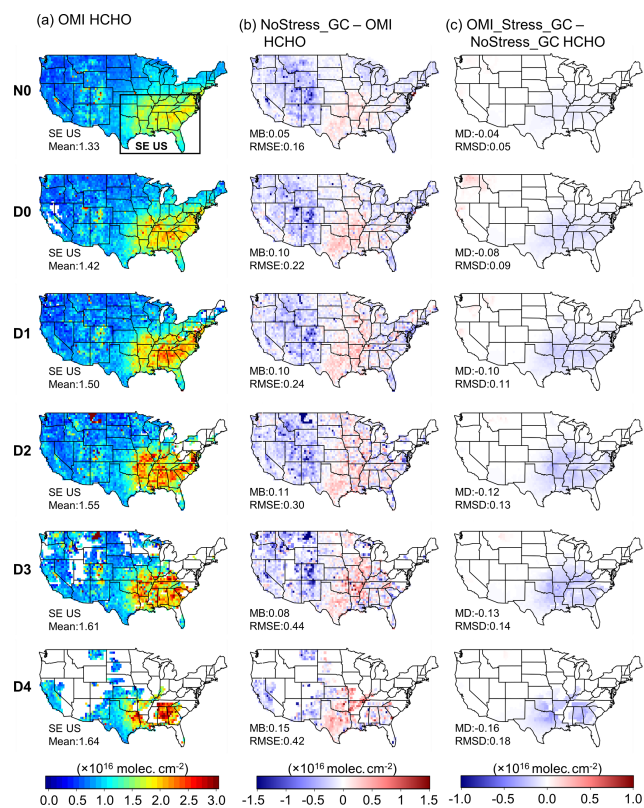 (a) OMI HCHO
(b) NoStress_GC – OMI
HCHO
(c) OMI_Stress_GC –
NoStress_GC HCHO
N0
SE US
Mean:1.33
SE US
MB:0.05
RMSE:0.16
MD:-0.04
RMSD:0.05
D0
SE US
Mean:1.42
MB:0.10
RMSE:0.22
MD:-0.08
RMSD:0.09
D1
SE US
Mean:1.50
MB:0.10
RMSE:0.24
MD:-0.10
RMSD:0.11
D2
SE US
Mean:1.55
MB:0.11
RMSE:0.30
MD:-0.12
RMSD:0.13
D3
SE US
Mean:1.61
MB:0.08
RMSE:0.44
MD:-0.13
RMSD:0.14
D4
SE US
Mean:1.64
MB:0.15
RMSE:0.42
MD:-0.16
RMSD:0.18
(×10¹⁶ molec. cm⁻²)
0.0 0.5 1.0 1.5 2.0 2.5 3.0
(×10¹⁶ molec. cm⁻²)
-1.5 -1.0 -0.5 0 0.5 1.0 1.5
(×10¹⁶ molec. cm⁻²)
-1.0 -0.5 0 0.5 1.0